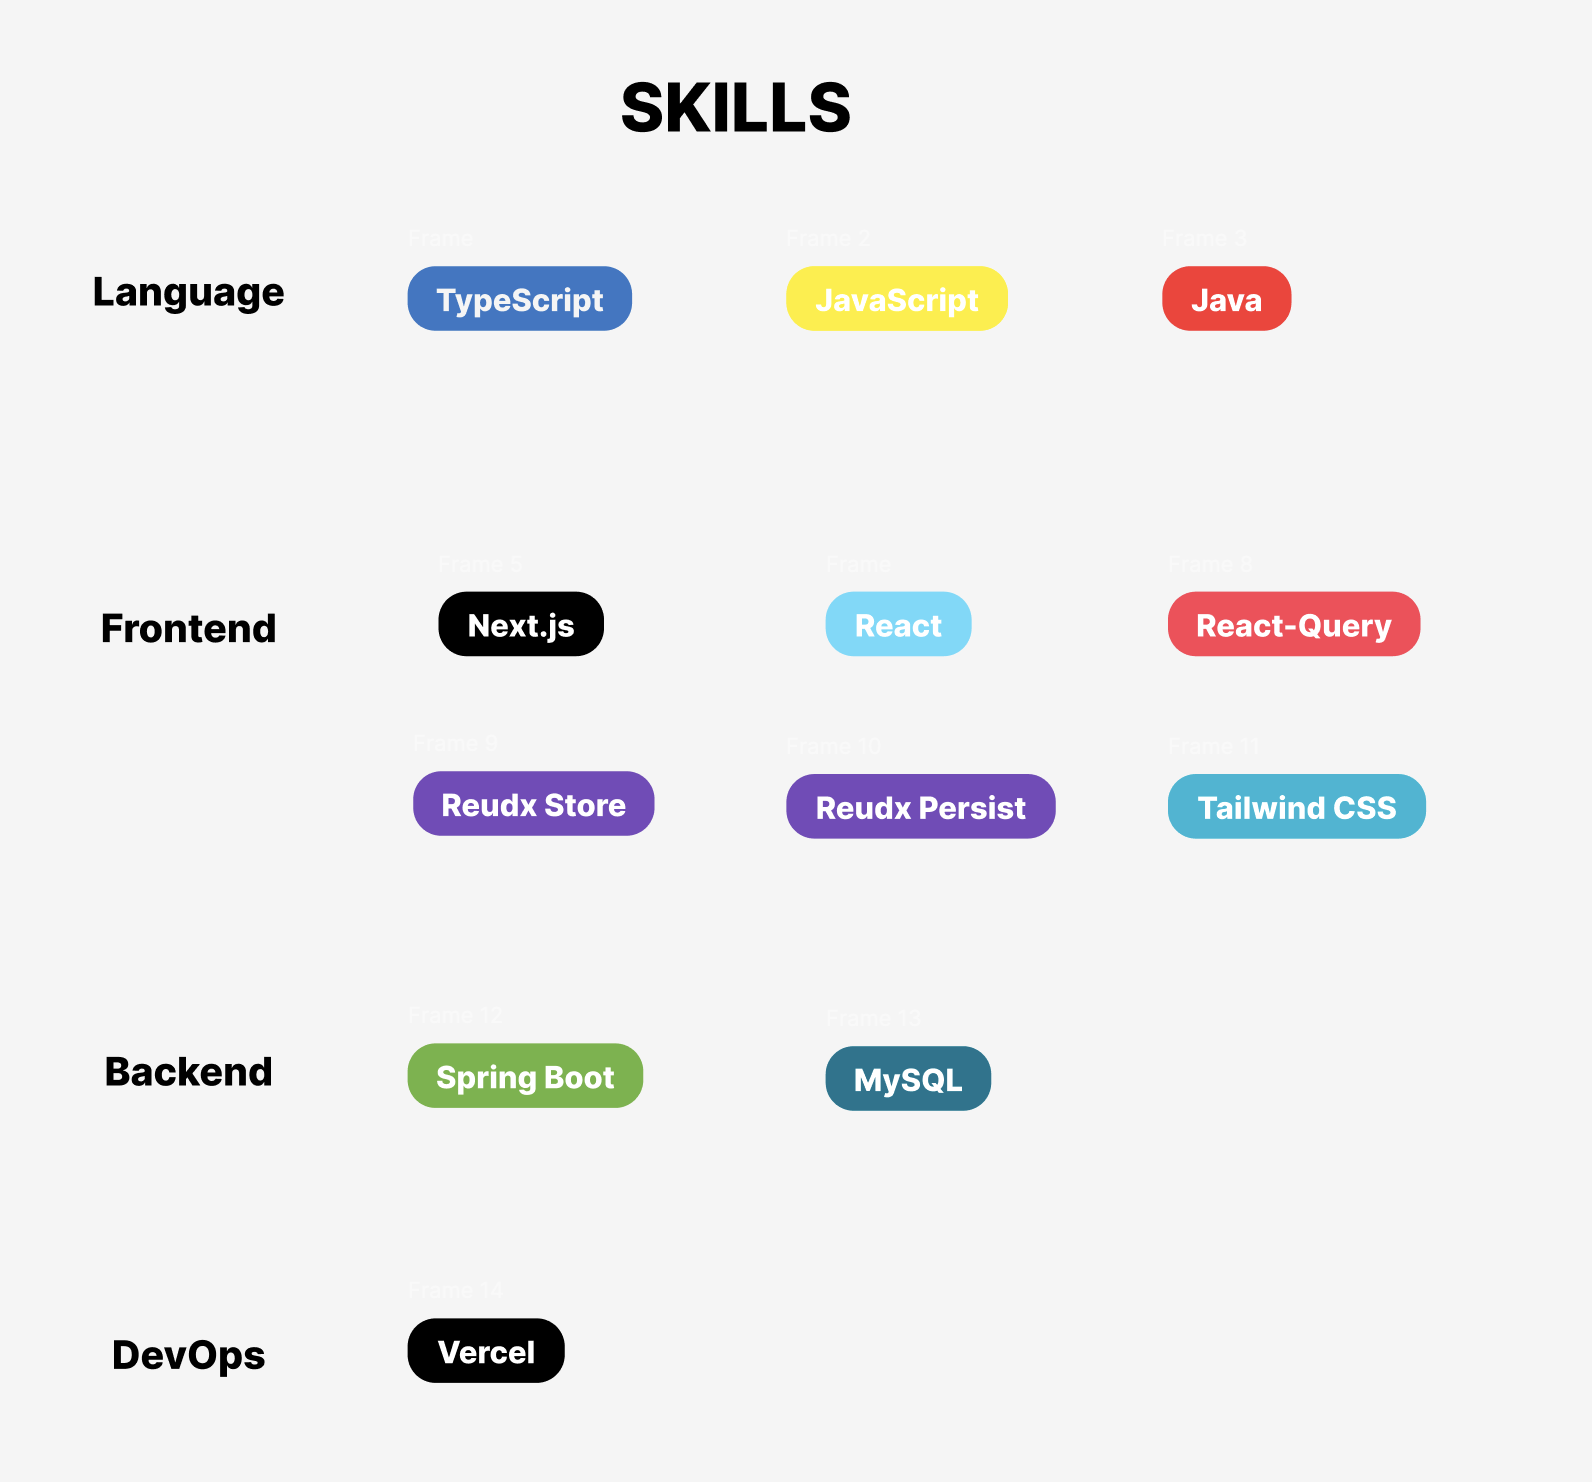 SKILLS
Frame
Frame 2
Frame 3
Language
TypeScript
JavaScript
Java
Frame 5
Frame
Frame 8
Frontend
Next.js
React
React-Query
Frame 9
Frame 10
Frame 11
Reudx Store
Reudx Persist
Tailwind CSS
Frame 12
Frame 13
Backend
Spring Boot
MySQL
Frame 14
DevOps
Vercel